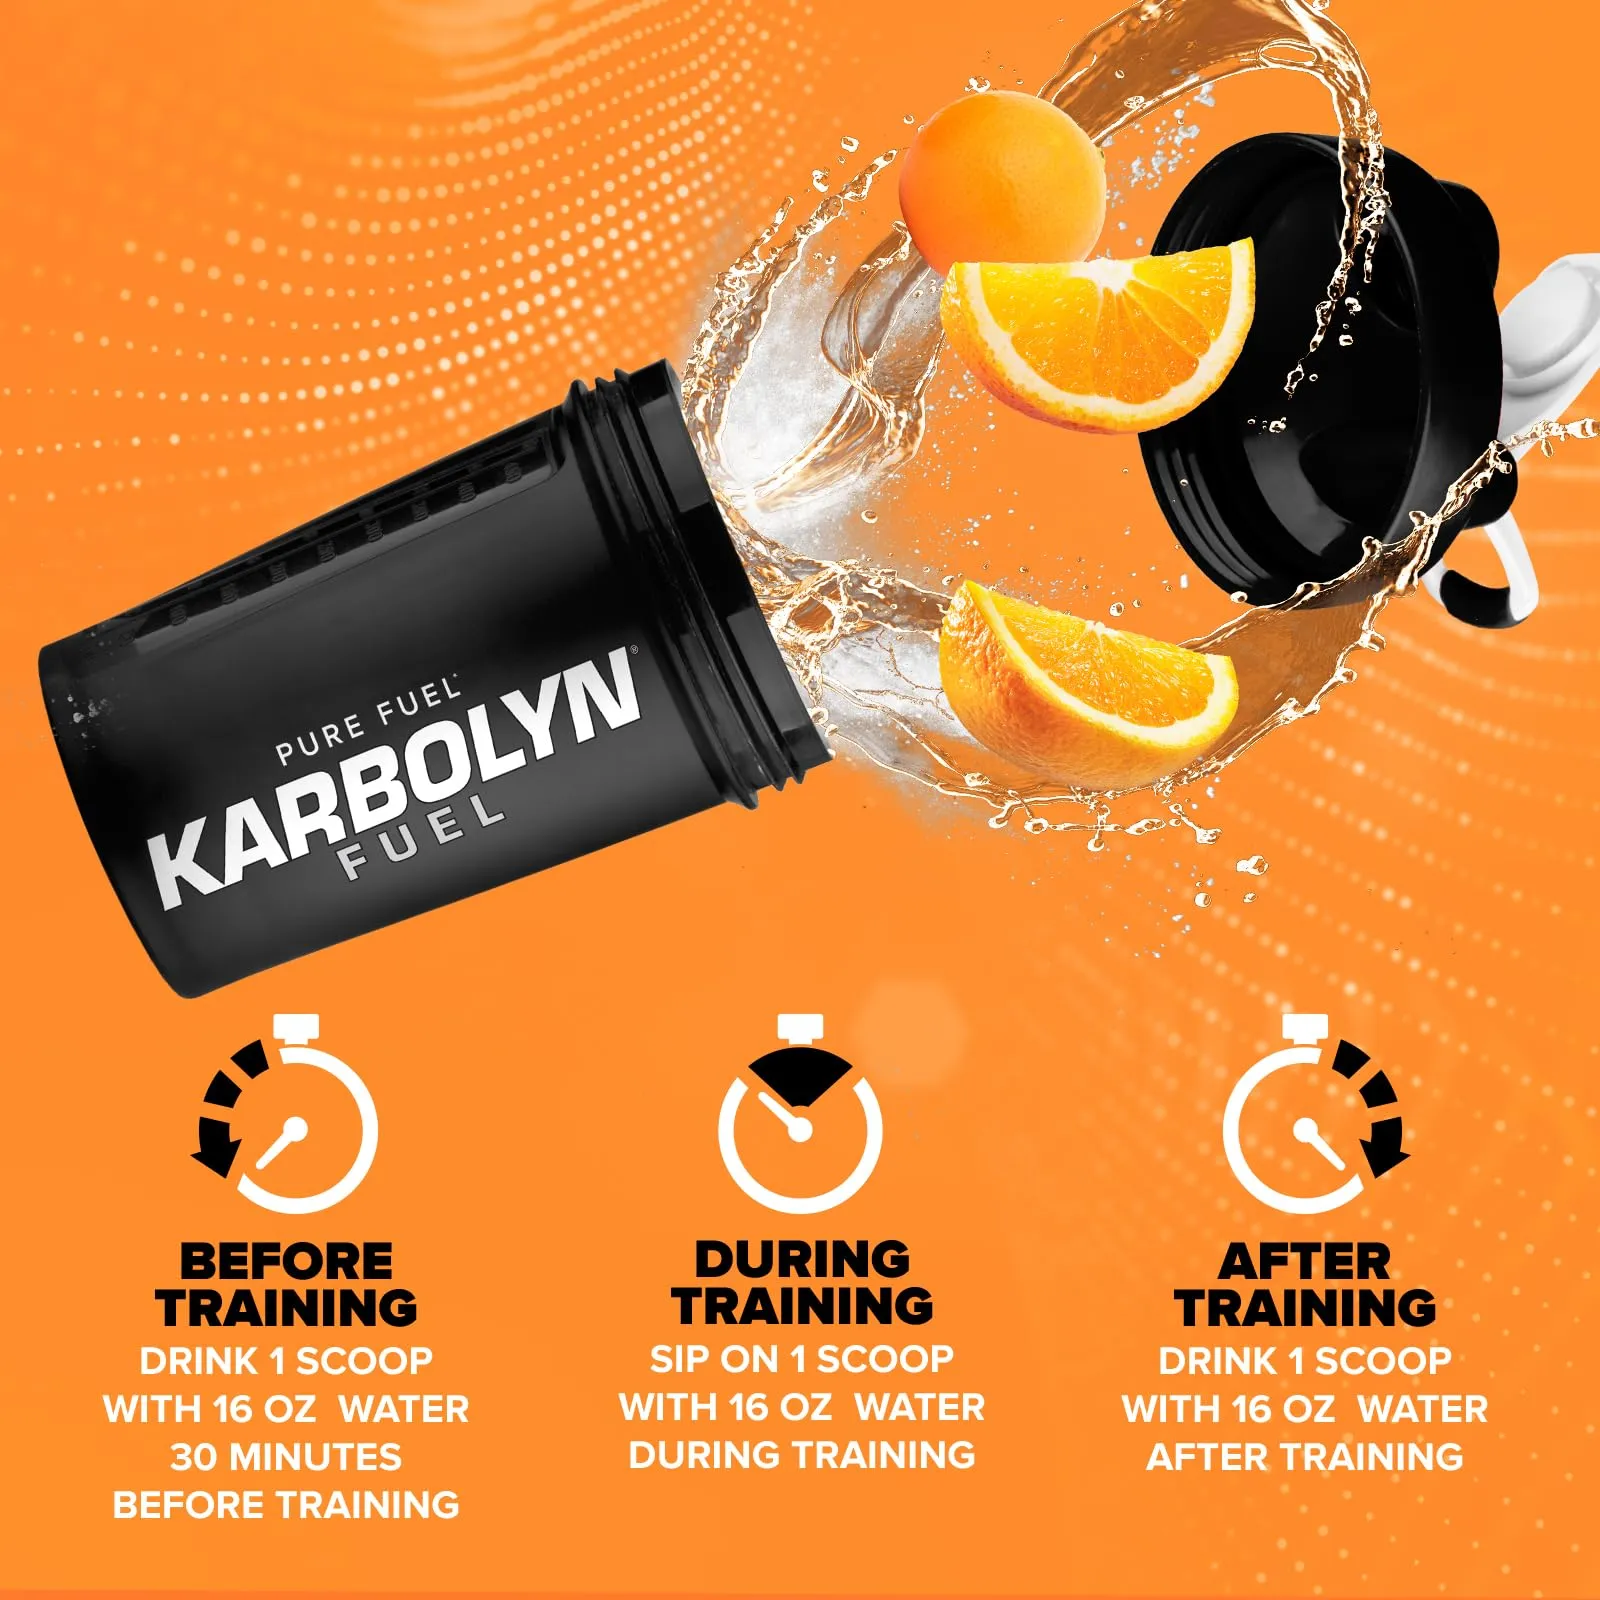 PURE FUEL
KARBOLYN®
FUEL
BEFORE
TRAINING
DRINK 1 SCOOP
WITH 16 OZ WATER
30 MINUTES
BEFORE TRAINING
DURING
TRAINING
SIP ON 1 SCOOP
WITH 16 OZ WATER
DURING TRAINING
AFTER
TRAINING
DRINK 1 SCOOP
WITH 16 OZ WATER
AFTER TRAINING